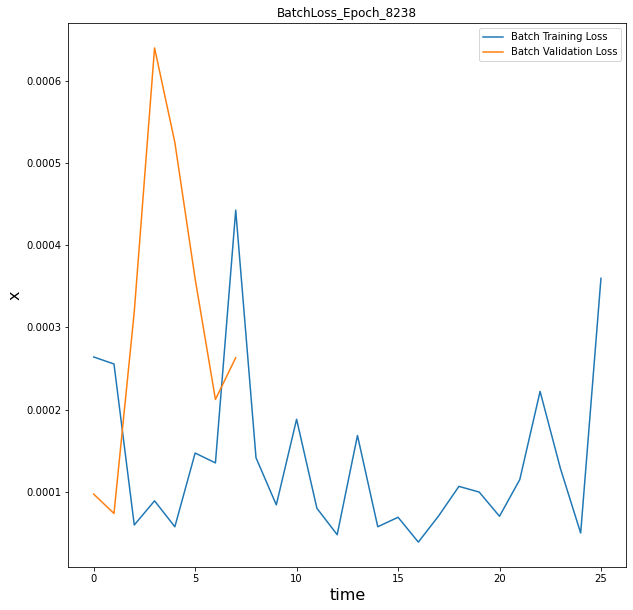 BatchLoss_Epoch_8238
Batch Training Loss
Batch Validation Loss
0.0006
0.0005
0.0004
0.0003
0.0002
0.0001
x
0 5 10 15 20 25
time